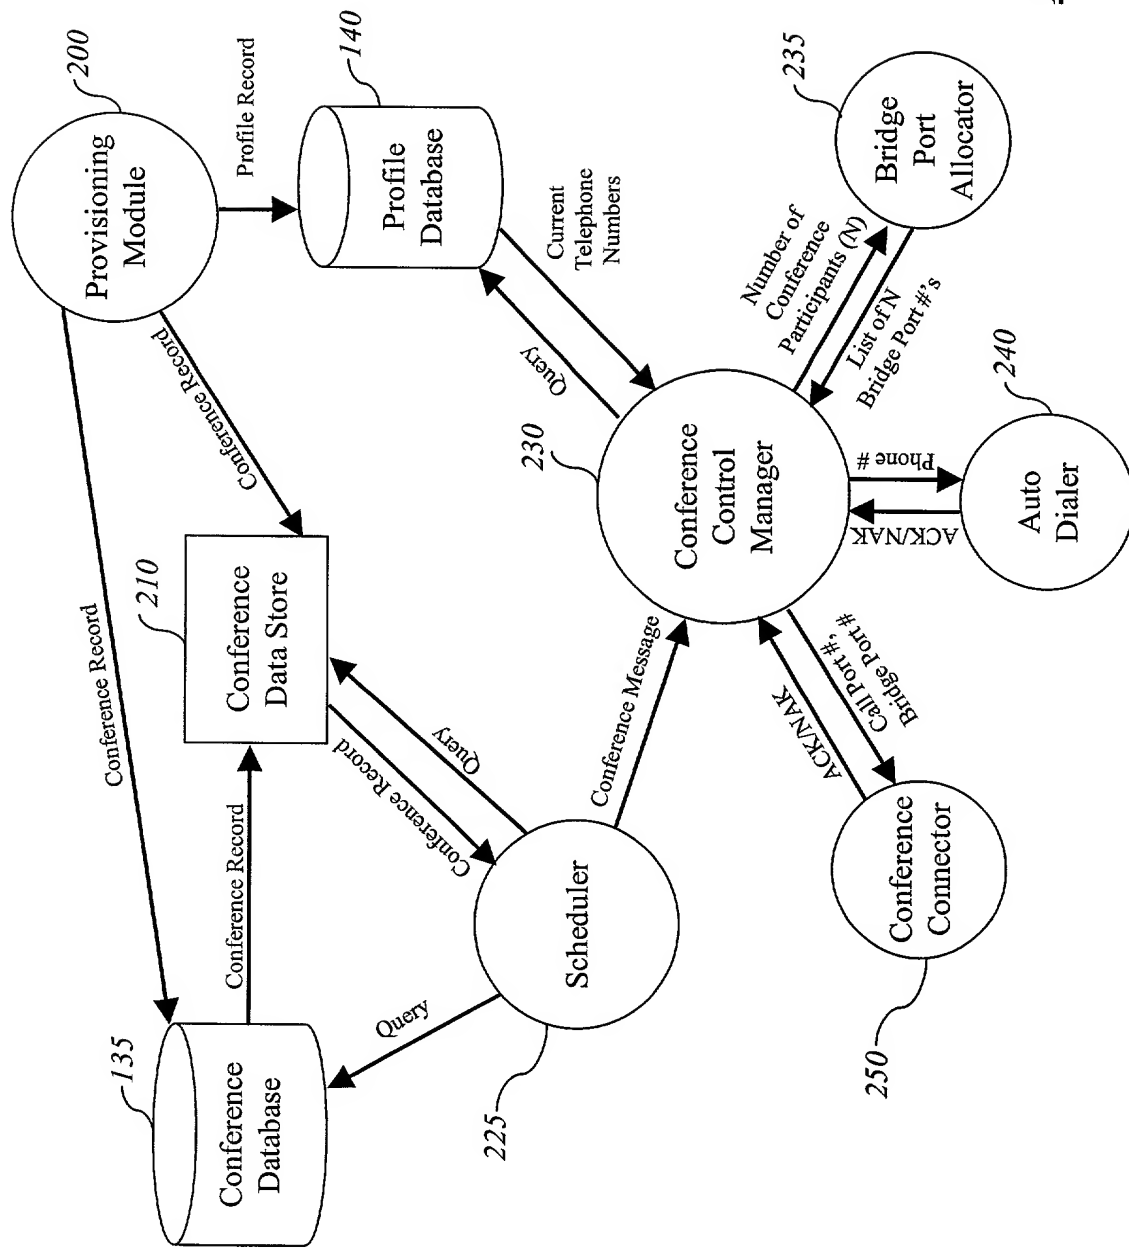 200
Provisioning
Module
Profile Record
140
Profile
Database
Conference Record
Conference Record
210
Conference
Data Store
Current
Telephone
Numbers
Query
135
Conference
Database
Conference Record
Query
Conference Record
Query
225
Scheduler
Conference Message
230
Conference
Control
Manager
Number of
Conference
Participants (N)
List of N
Bridge Port #'s
235
Bridge
Port
Allocator
Phone #
ACK/NAK
240
Auto
Dialer
Call Port #,
Bridge Port #
ACK/NAK
250
Conference
Connector